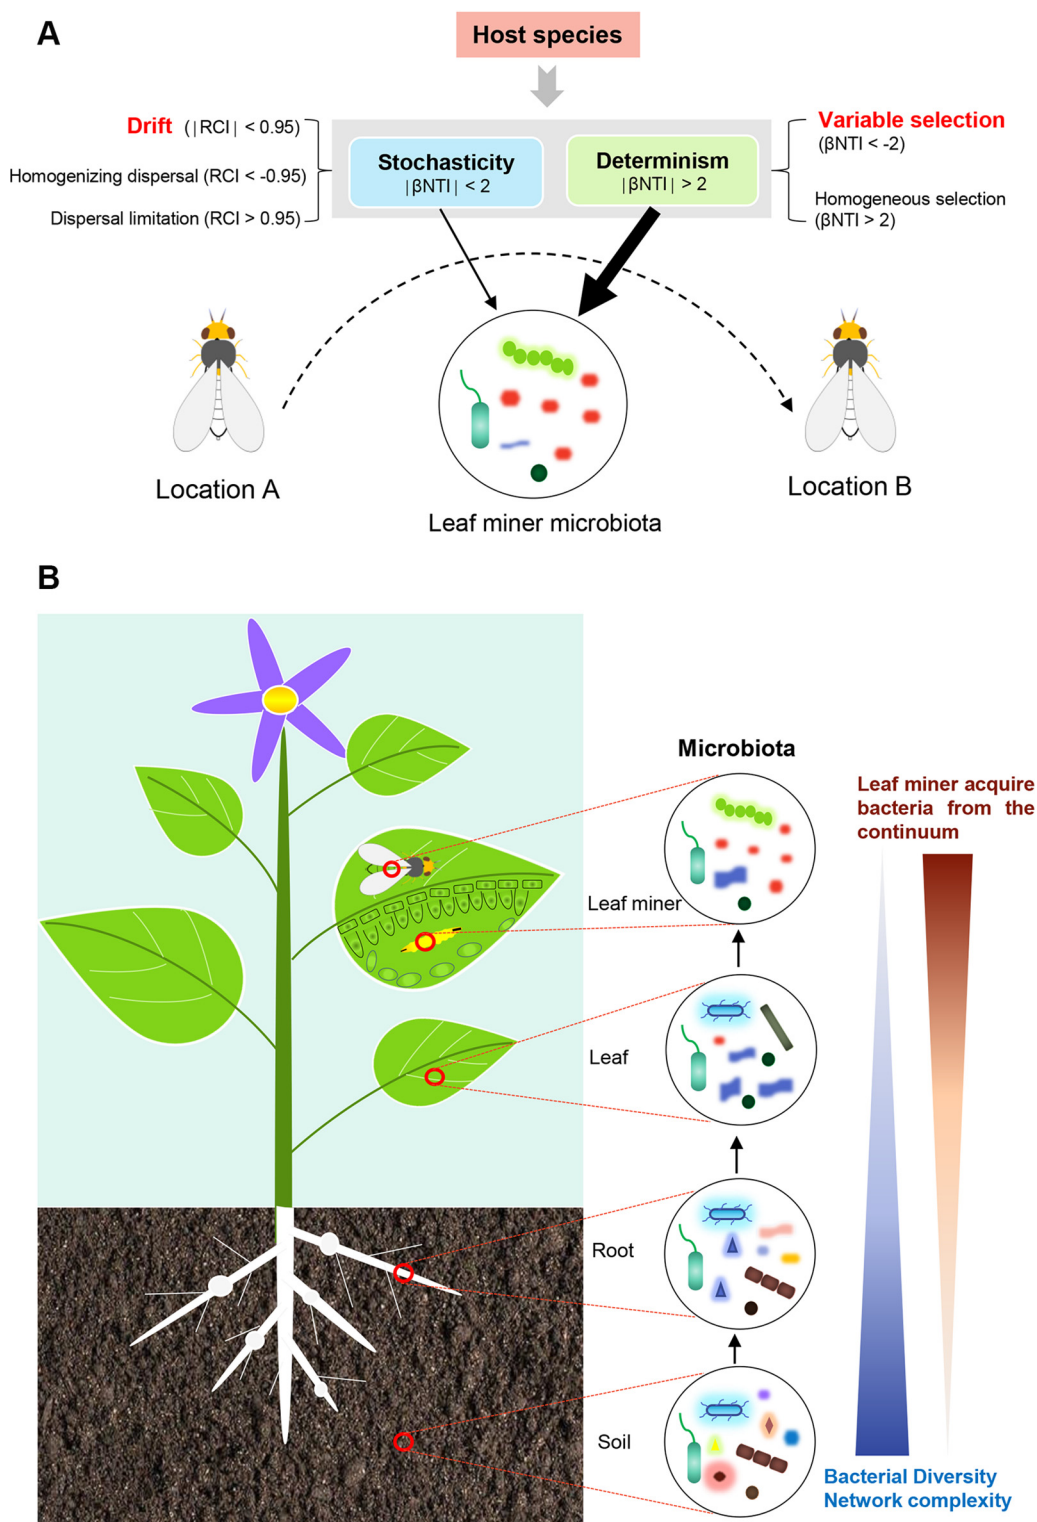 A
Host species
Drift (|RCI| < 0.95)
Homogenizing dispersal (RCI < -0.95)
Dispersal limitation (RCI > 0.95)
Stochasticity
|βNTI| < 2
Determinism
|βNTI| > 2
Variable selection
(βNTI < -2)
Homogeneous selection
(βNTI > 2)
Location A
Location B
Leaf miner microbiota
B
Microbiota
Leaf miner acquire
bacteria from the
continuum
Leaf miner
Leaf
Root
Soil
Bacterial Diversity
Network complexity